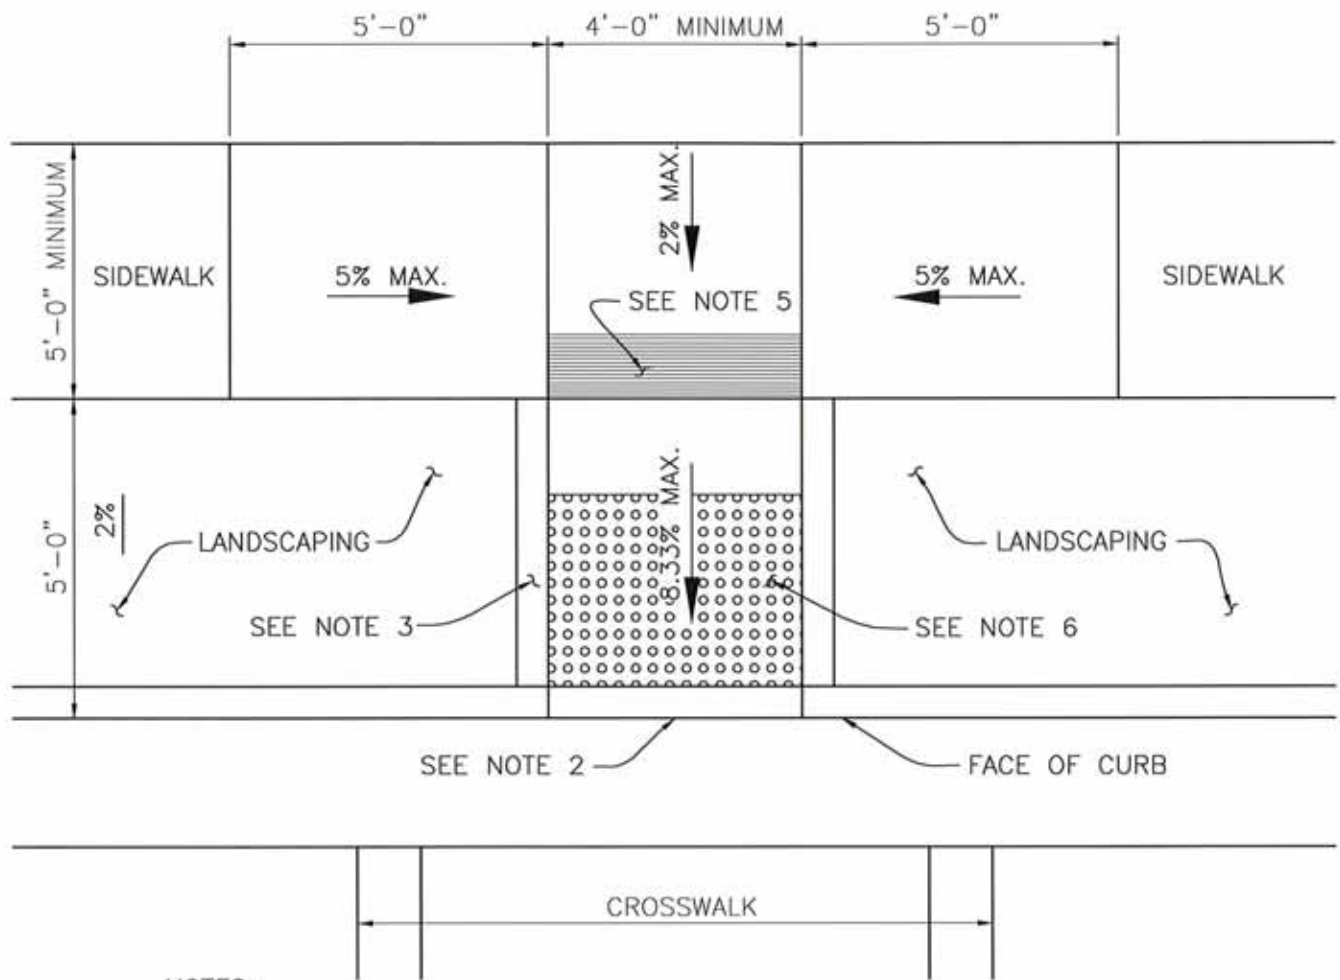 5'-0"
4'-0" MINIMUM
5'-0"
5'-0" MINIMUM
SIDEWALK
5% MAX.
2% MAX.
SEE NOTE 5
5% MAX.
SIDEWALK
5'-0"
2%
LANDSCAPING
8.33% MAX.
LANDSCAPING
SEE NOTE 3
SEE NOTE 6
SEE NOTE 2
FACE OF CURB
CROSSWALK